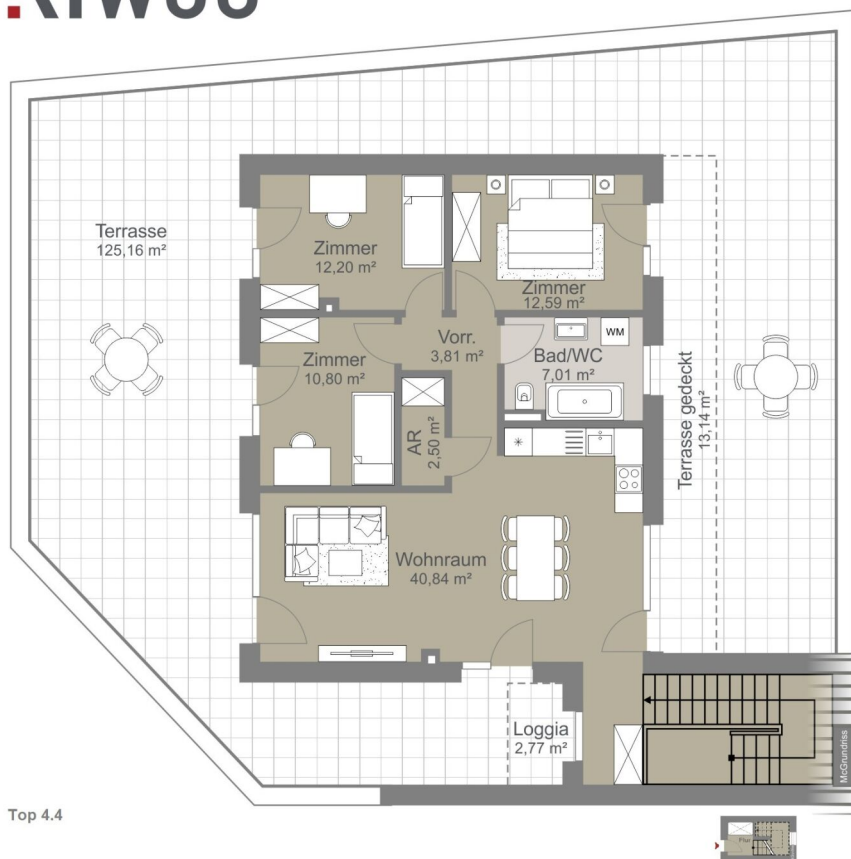 Terrasse
125,16 m²
Zimmer
12,20 m²
Zimmer
12,59 m²
Zimmer
10,80 m²
Vorr.
3,81 m²
Bad/WC
7,01 m²
WM
AR
2,50 m²
Terrasse gedeckt
13,14 m²
Wohnraum
40,84 m²
Loggia
2,77 m²
McGrundriss
Top 4.4
Flur